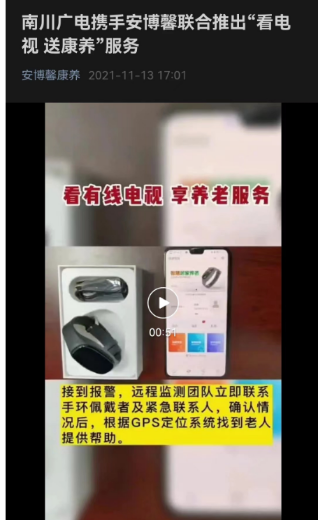 南川广电携手安博馨联合推出“看电
视 送康养”服务
安博馨康养 2021-11-13 17:01
看有线电视 享养老服务
00:51
接到报警，远程监测团队立即联系
手环佩戴者及紧急联系人，确认情
况后，根据GPS定位系统找到老人
提供帮助。